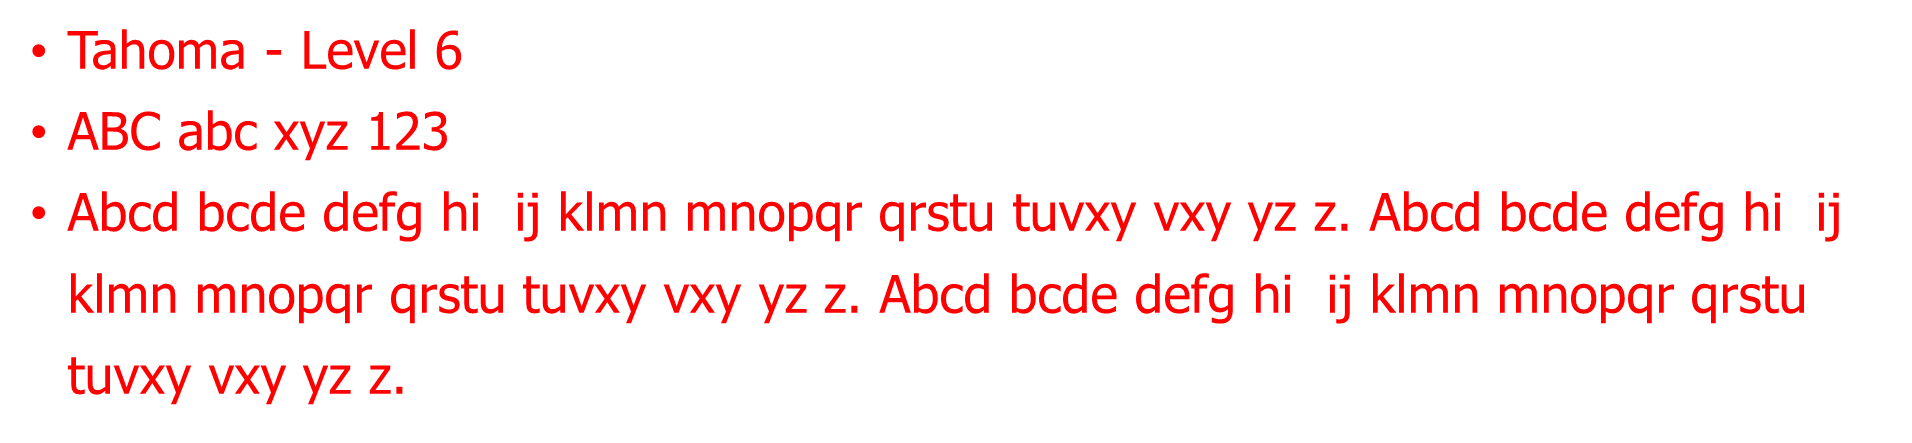 • Tahoma - Level 6
• ABC abc xyz 123
• Abcd bcde defg hi  ij klmn mnopqr qrstu tuvxy vxy yz z. Abcd bcde defg hi  ij
klmn mnopqr qrstu tuvxy vxy yz z. Abcd bcde defg hi  ij klmn mnopqr qrstu
tuvxy vxy yz z.